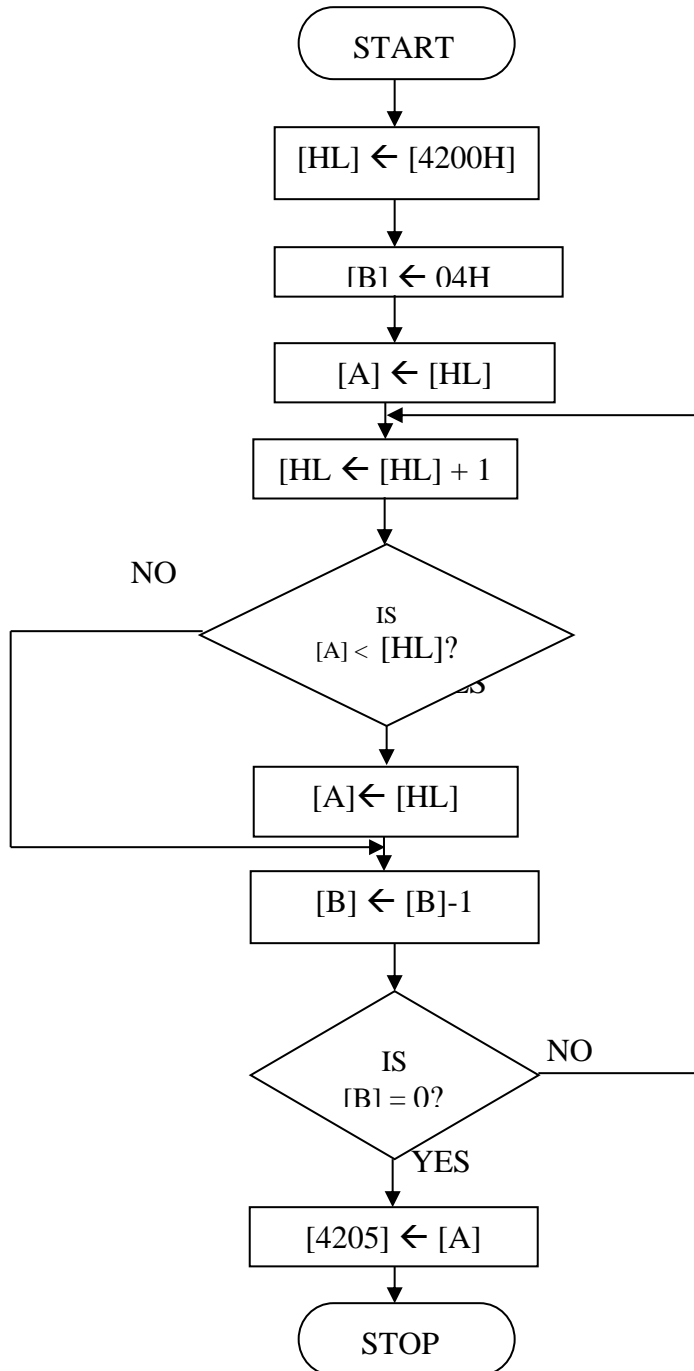 START
[HL] ← [4200H]
[B] ← 04H
[A] ← [HL]
[HL ← [HL] + 1
NO
IS
[A] < [HL]?
[A]← [HL]
[B] ← [B]-1
IS
[B] = 0?
NO
YES
[4205] ← [A]
STOP